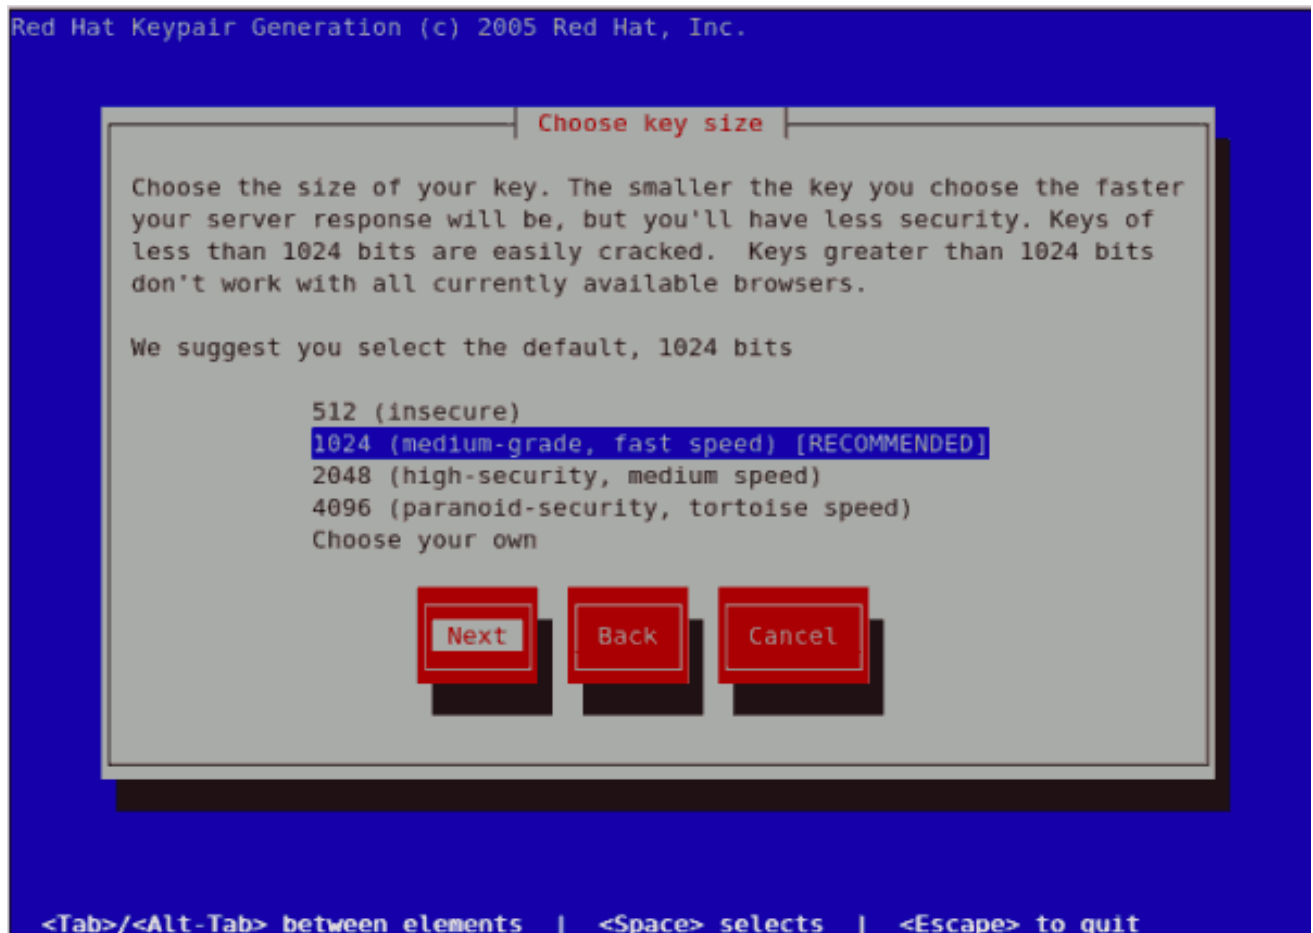 Red Hat Keypair Generation (c) 2005 Red Hat, Inc.
Choose key size
Choose the size of your key. The smaller the key you choose the faster
your server response will be, but you'll have less security. Keys of
less than 1024 bits are easily cracked.  Keys greater than 1024 bits
don't work with all currently available browsers.
We suggest you select the default, 1024 bits
512 (insecure)
1024 (medium-grade, fast speed) [RECOMMENDED]
2048 (high-security, medium speed)
4096 (paranoid-security, tortoise speed)
Choose your own
Next Back Cancel
<Tab>/<Alt-Tab> between elements | <Space> selects | <Escape> to quit